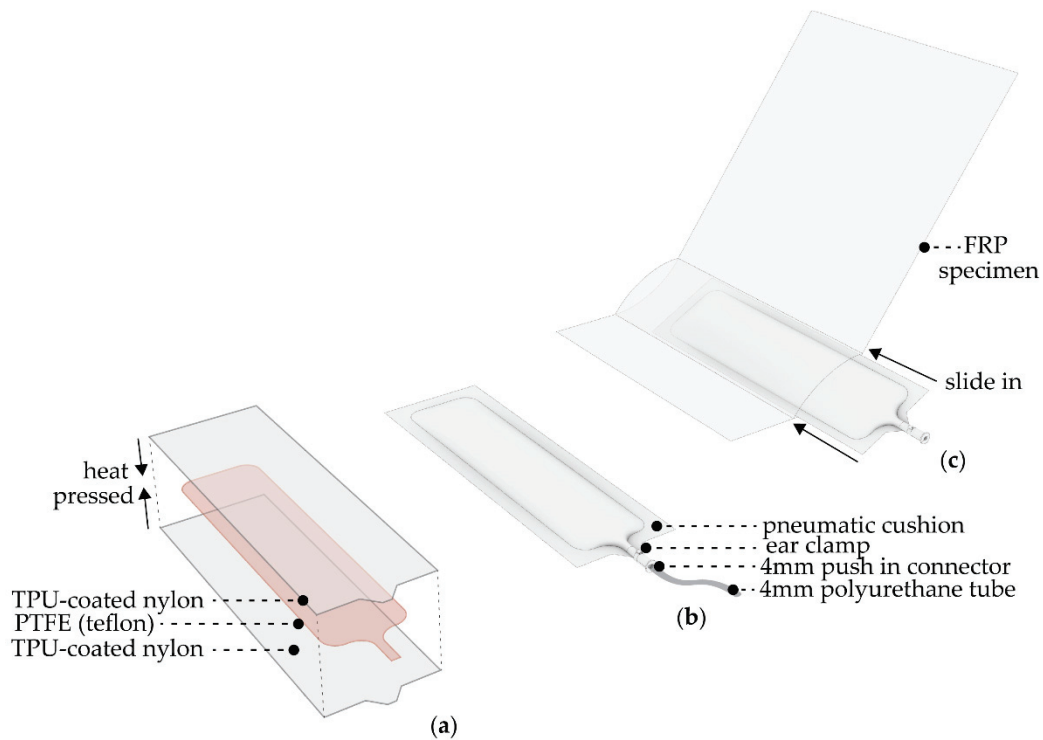 FRP
specimen
slide in
(c)
heat
pressed
pneumatic cushion
ear clamp
4mm push in connector
4mm polyurethane tube
(b)
TPU-coated nylon
PTFE (teflon)
TPU-coated nylon
(a)